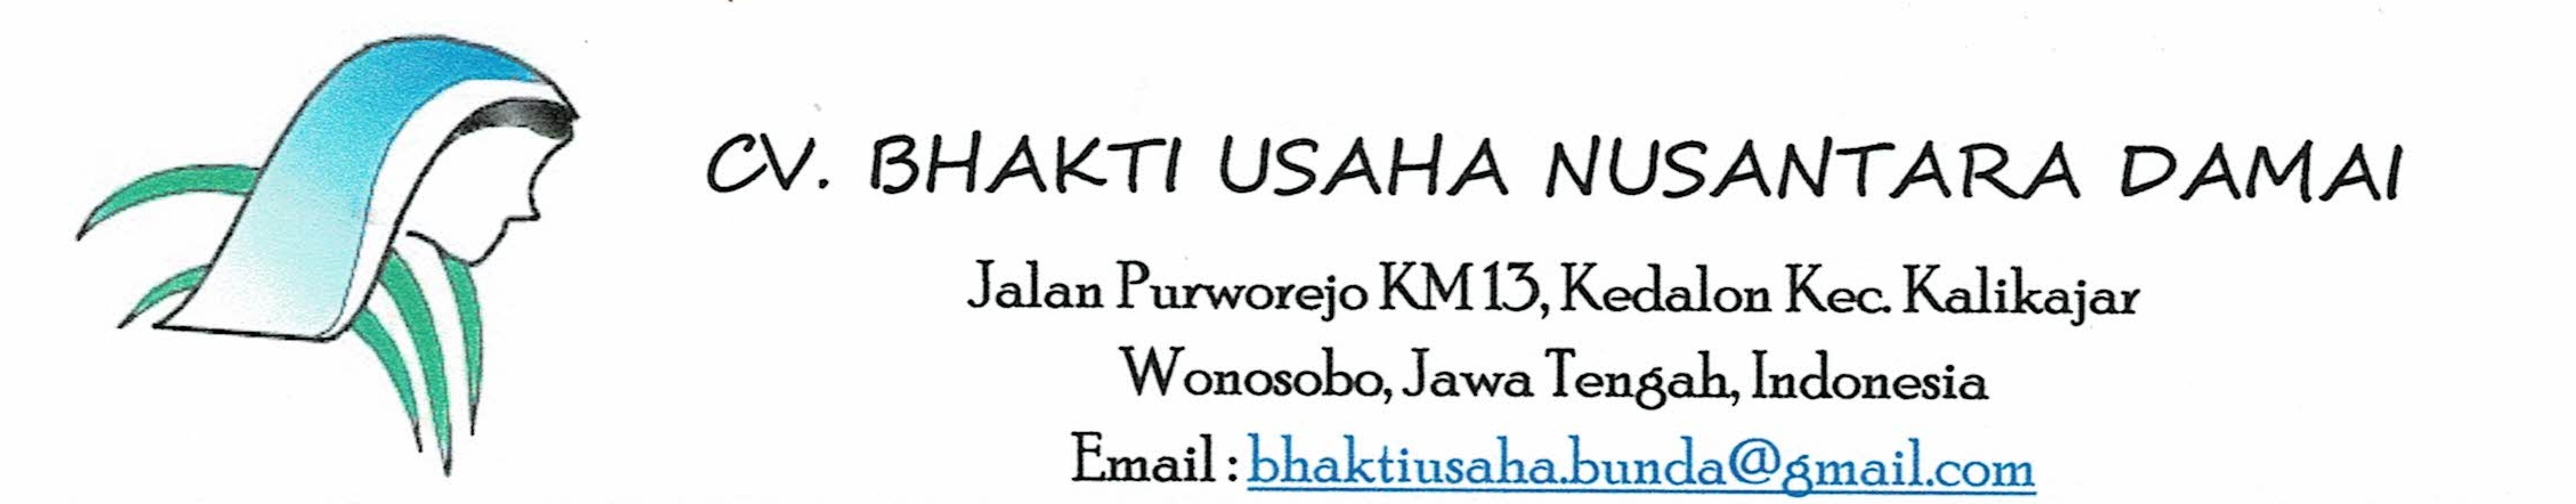 CV. BHAKTI USAHA NUSANTARA DAMAI
Jalan Purworejo KM 13, Kedalon Kec. Kalikajar
Wonosobo, Jawa Tengah, Indonesia
Email : bhaktiusaha.bunda@gmail.com